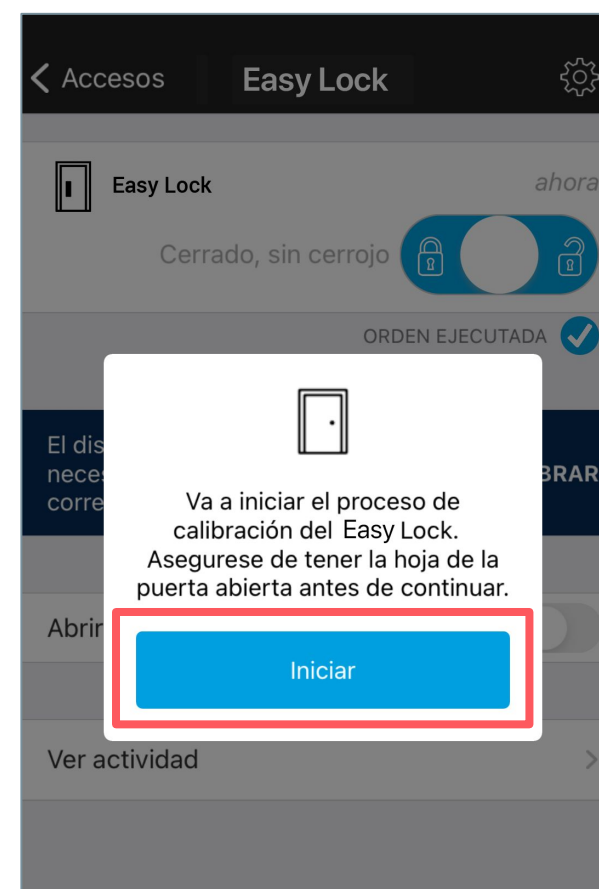 Accesos
Easy Lock
Easy Lock
ahora
Cerrado, sin cerrojo
ORDEN EJECUTADA
El dis
neces
corre
BRAR
Va a iniciar el proceso de
calibración del Easy Lock.
Asegurese de tener la hoja de la
puerta abierta antes de continuar.
Abrir
Iniciar
Ver actividad